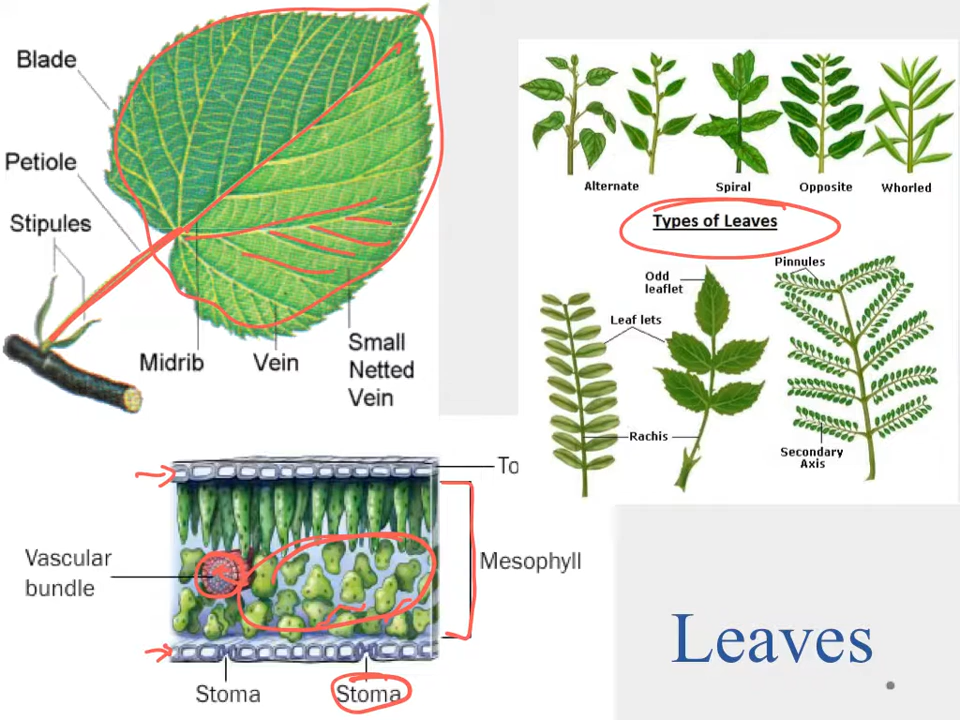 Blade
Petiole
Stipules
Midrib
Vein
Small
Netted
Vein
Alternate
Spiral
Opposite
Whorled
Types of Leaves
Pinnules
Odd
leaflet
Leaf lets
Rachis
Secondary
Axis
To
Vascular
bundle
Mesophyll
Stoma
Stoma
Leaves